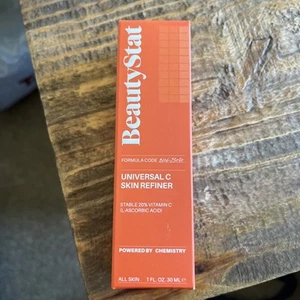 BeautyStat
FORMULA CODE
UNIVERSAL C
SKIN REFINER
STABLE 20% VITAMIN C
(L-ASCORBIC ACID)
POWERED BY CHEMISTRY
ALL SKIN 1 FL. OZ. 30 ML